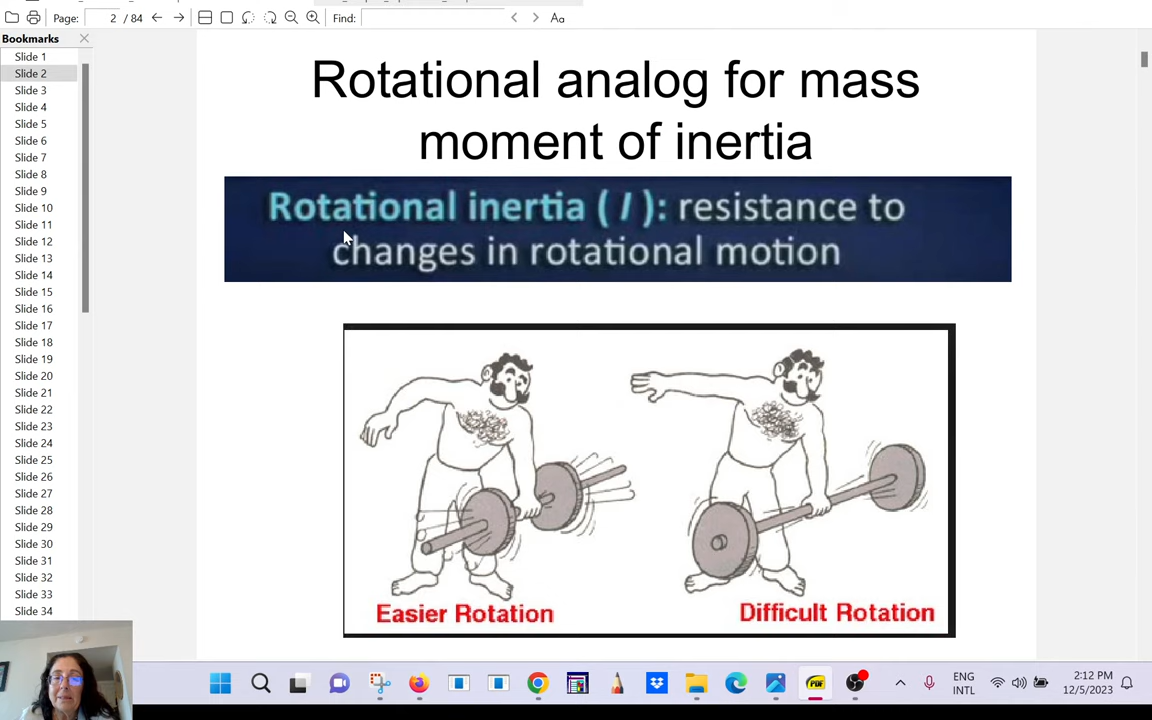 Page: 2 / 84 Find: Aa
Bookmarks
Slide 1
Slide 2
Slide 3
Slide 4
Slide 5
Slide 6
Slide 7
Slide 8
Slide 9
Slide 10
Slide 11
Slide 12
Slide 13
Slide 14
Slide 15
Slide 16
Slide 17
Slide 18
Slide 19
Slide 20
Slide 21
Slide 22
Slide 23
Slide 24
Slide 25
Slide 26
Slide 27
Slide 28
Slide 29
Slide 30
Slide 31
Slide 32
Slide 33
Slide 34
Rotational analog for mass
moment of inertia
Rotational inertia ( I ): resistance to
changes in rotational motion
Easier Rotation
Difficult Rotation
PDF
ENG
INTL
2:12 PM
12/5/2023